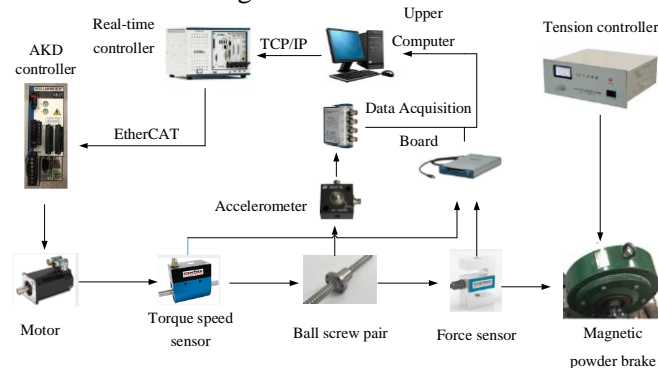 Real-time
controller
Upper
Computer
Tension controller
AKD
controller
TCP/IP
EtherCAT
Data Acquisition
Board
Accelerometer
Motor
Torque speed
sensor
Ball screw pair
Force sensor
Magnetic
powder brake